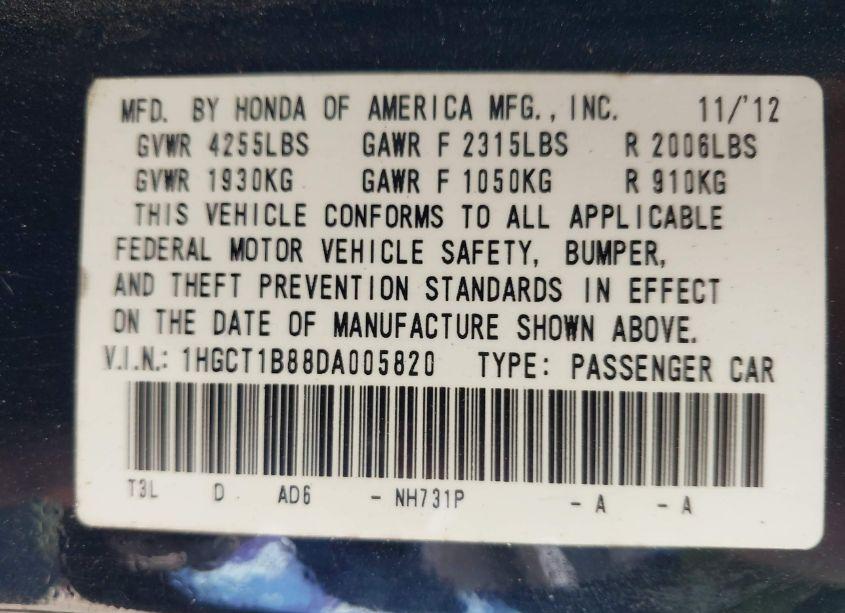 MFD. BY HONDA OF AMERICA MFG., INC. 11/'12
GVWR 4255LBS GAWR F 2315LBS R 2006LBS
GVWR 1930KG GAWR F 1050KG R 910KG
THIS VEHICLE CONFORMS TO ALL APPLICABLE
FEDERAL MOTOR VEHICLE SAFETY, BUMPER,
AND THEFT PREVENTION STANDARDS IN EFFECT
ON THE DATE OF MANUFACTURE SHOWN ABOVE.
V.I.N.: 1HGCT1B88DA005820 TYPE: PASSENGER CAR
T3L D AD6 - NH731P - A - A